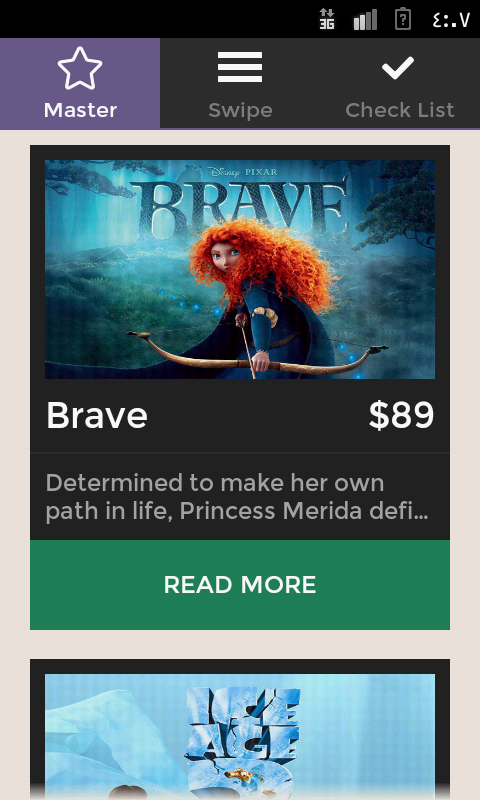 3G ٤:٠٧
Master Swipe Check List
Disney PIXAR
BRAVE
Brave $89
Determined to make her own
path in life, Princess Merida defi...
READ MORE
ICE
AGE